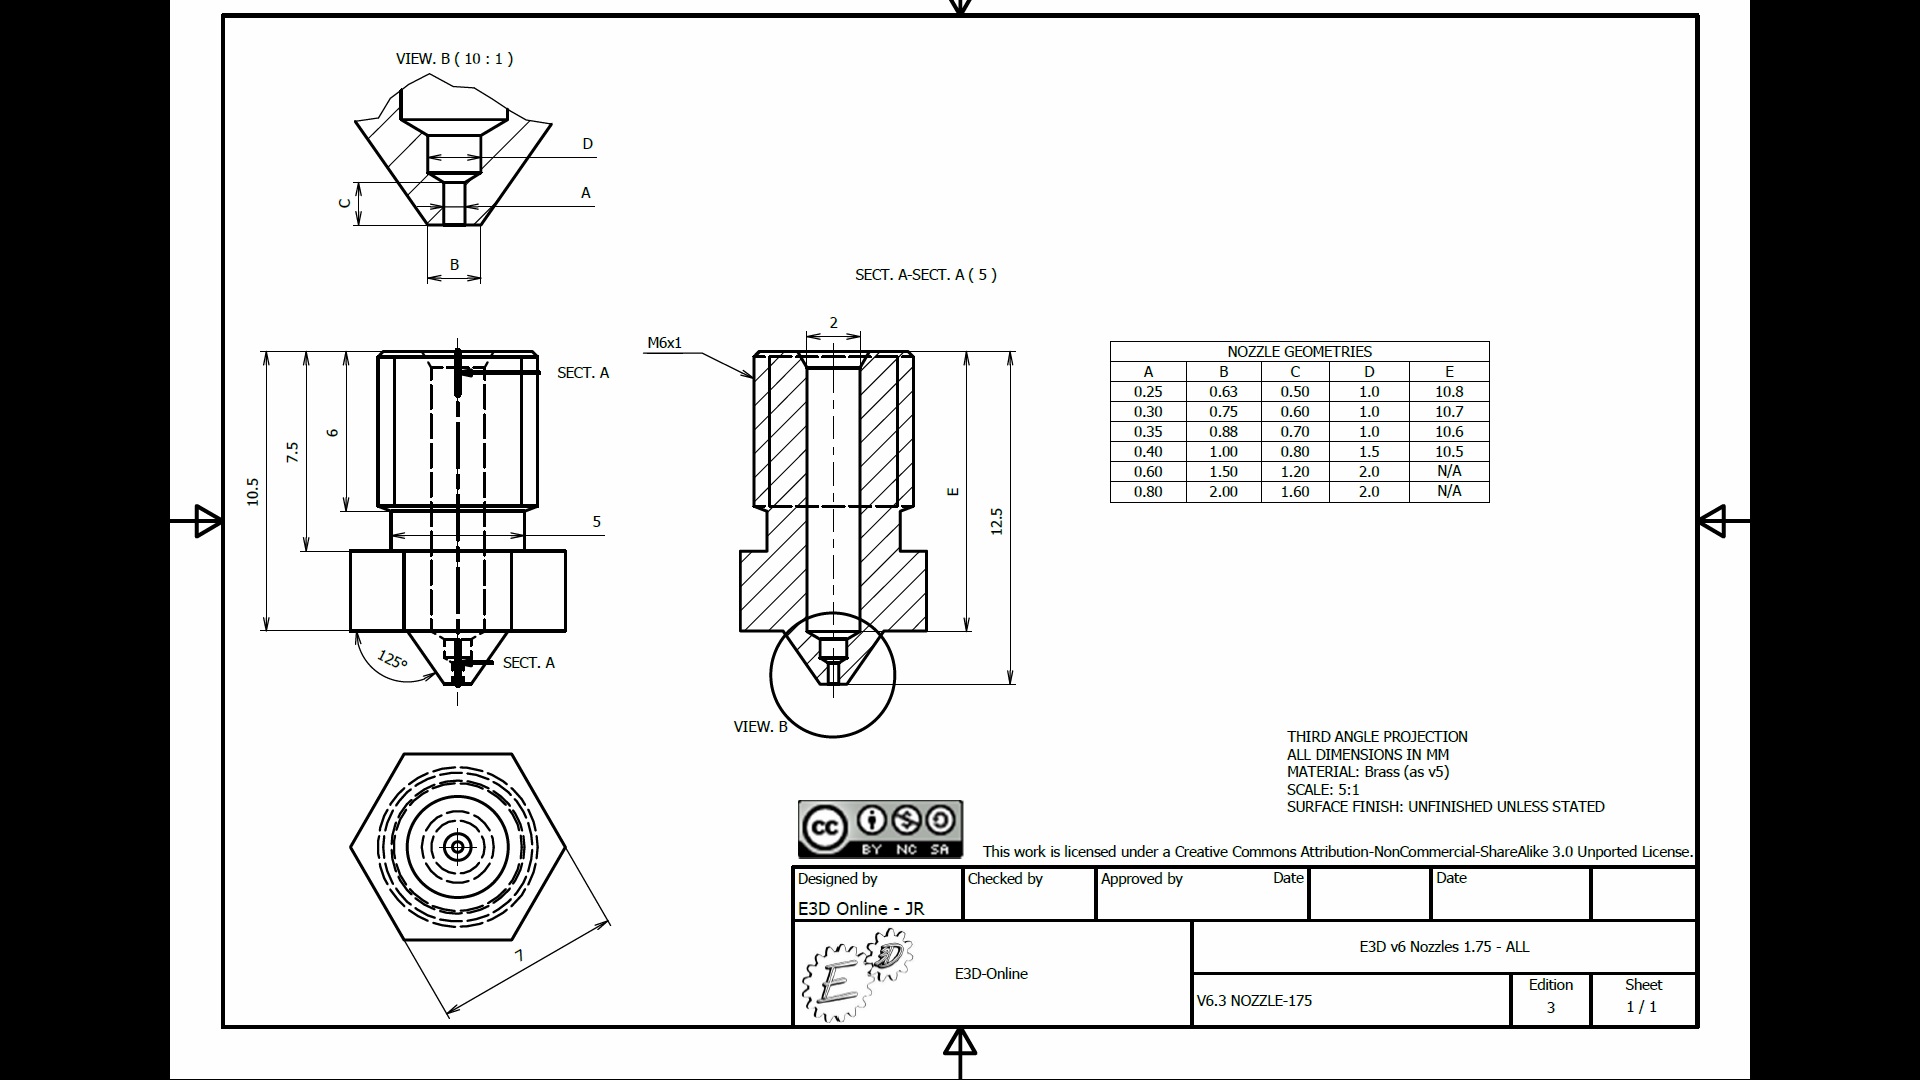 VIEW. B ( 10 : 1 )
D
A
C
B
SECT. A-SECT. A ( 5 )
2
M6x1
SECT. A
6
7.5
10.5
5
125°
SECT. A
E
12.5
VIEW. B
7
NOZZLE GEOMETRIES
A B C D E
0.25 0.63 0.50 1.0 10.8
0.30 0.75 0.60 1.0 10.7
0.35 0.88 0.70 1.0 10.6
0.40 1.00 0.80 1.5 10.5
0.60 1.50 1.20 2.0 N/A
0.80 2.00 1.60 2.0 N/A
THIRD ANGLE PROJECTION
ALL DIMENSIONS IN MM
MATERIAL: Brass (as v5)
SCALE: 5:1
SURFACE FINISH: UNFINISHED UNLESS STATED
cc
BY NC SA
This work is licensed under a Creative Commons Attribution-NonCommercial-ShareAlike 3.0 Unported License.
Designed by Checked by Approved by Date Date
E3D Online - JR
E3D
E3D-Online
E3D v6 Nozzles 1.75 - ALL
V6.3 NOZZLE-175
Edition
3
Sheet
1 / 1